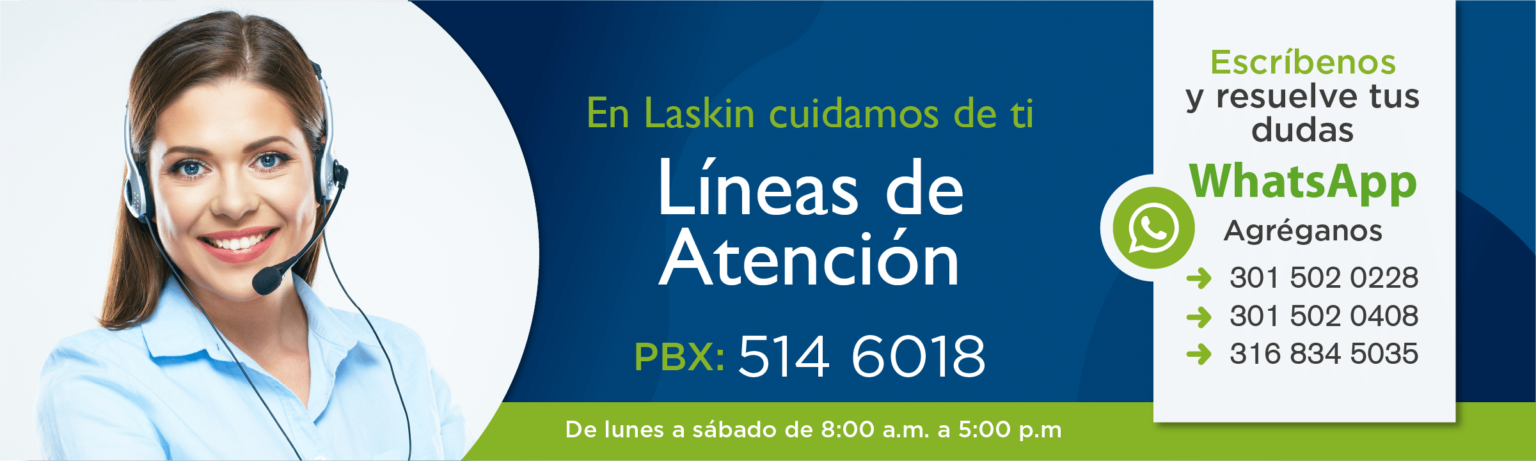 En Laskin cuidamos de ti
Líneas de
Atención
PBX: 514 6018
De lunes a sábado de 8:00 a.m. a 5:00 p.m
Escríbenos
y resuelve tus
dudas
WhatsApp
Agréganos
301 502 0228
301 502 0408
316 834 5035